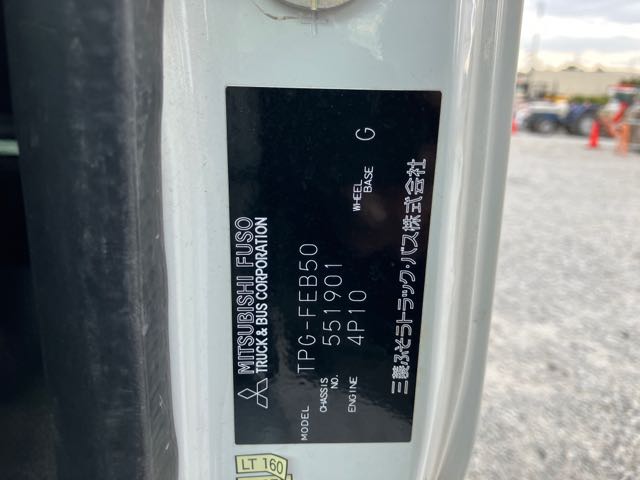 MITSUBISHI FUSO
TRUCK & BUS CORPORATION
MODEL TPG-FEB50
CHASSIS NO. 551901
ENGINE 4P10 WHEEL BASE G
三菱ふそうトラック・バス株式会社
LT 160